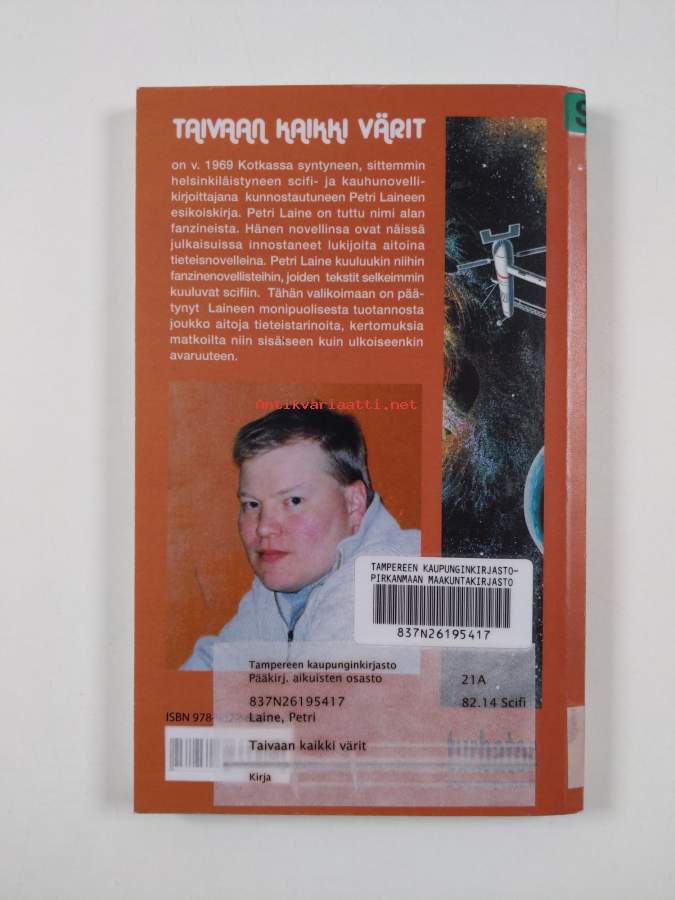 TAIVAAN KAIKKI VÄRIT
on v. 1969 Kotkassa syntyneen, sittemmin
helsinkiläistyneen scifi- ja kauhunovelli-
kirjoittajana kunnostautuneen Petri Laineen
esikoiskirja. Petri Laine on tuttu nimi alan
fanzineista. Hänen novellinsa ovat näissä
julkaisuissa innostaneet lukijoita aitoina
tieteisnovelleina. Petri Laine kuuluukin niihin
fanzinenovellisteihin, joiden tekstit selkeimmin
kuuluvat scifiin. Tähän valikoimaan on pää-
tynyt Laineen monipuolisesta tuotannosta
joukko aitoja tieteistarinoita, kertomuksia
matkoilta niin sisäiseen kuin ulkoiseenkin
avaruuteen.
Antikvariaatti.net
TAMPEREEN KAUPUNGINKIRJASTO-
PIRKANMAAN MAAKUNTAKIRJASTO
837N26195417
Tampereen kaupunginkirjasto
Pääkirj. aikuisten osasto 21A
837N26195417 82.14 Scifi
ISBN 978
Laine, Petri
Taivaan kaikki värit
Kirja